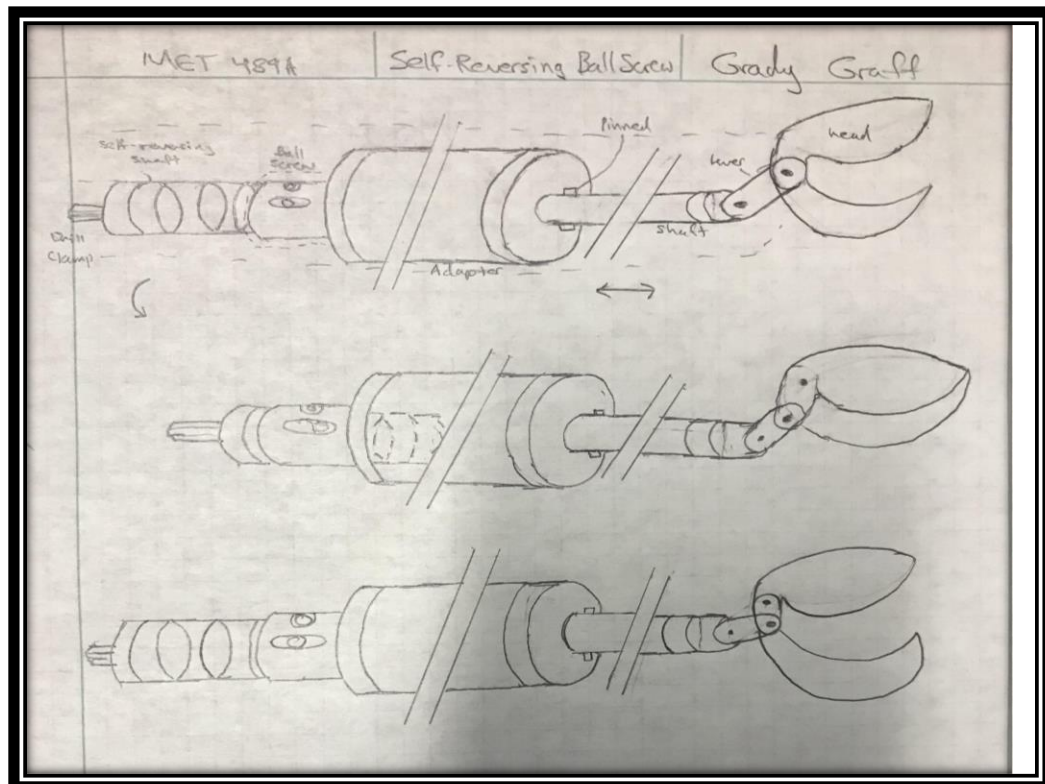 MET 489A
Self-Reversing Ball Screw
Grady Graff
Pinned
head
self-reversing
shaft
Ball
Screw
lever
shaft
Drill
Clamp
Adapter